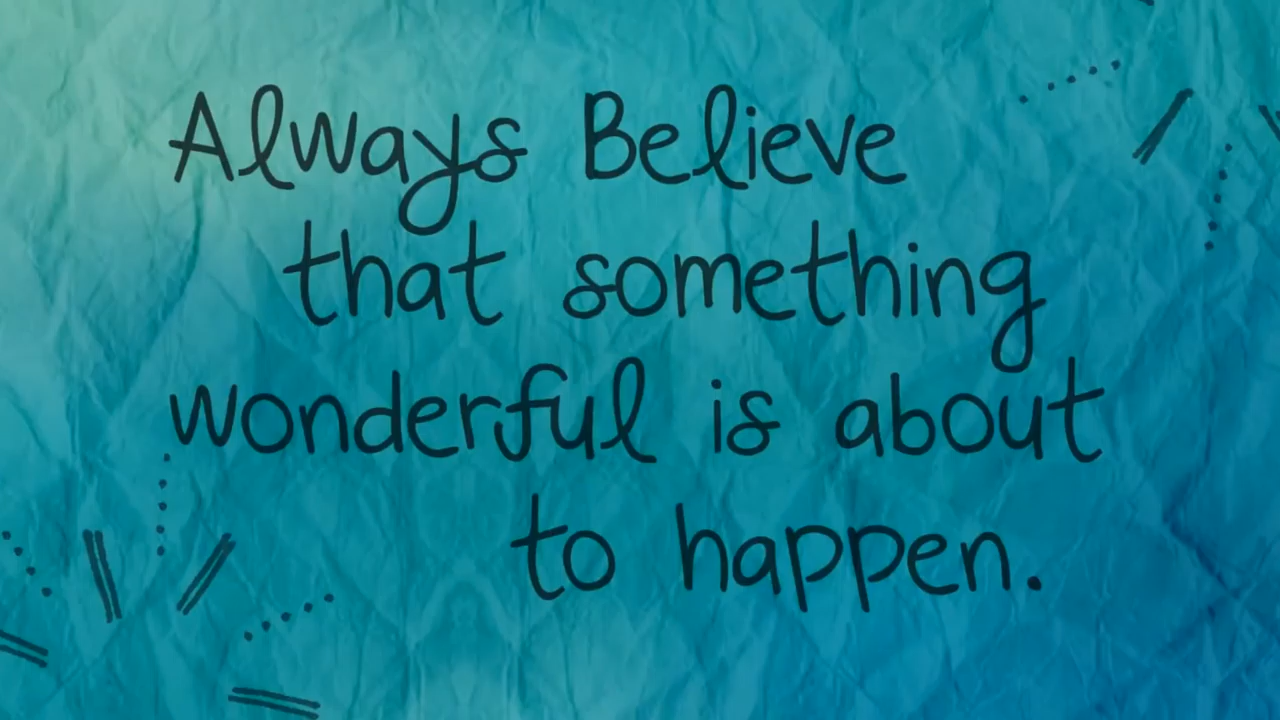 Always Believe
that something
wonderful is about
to happen.